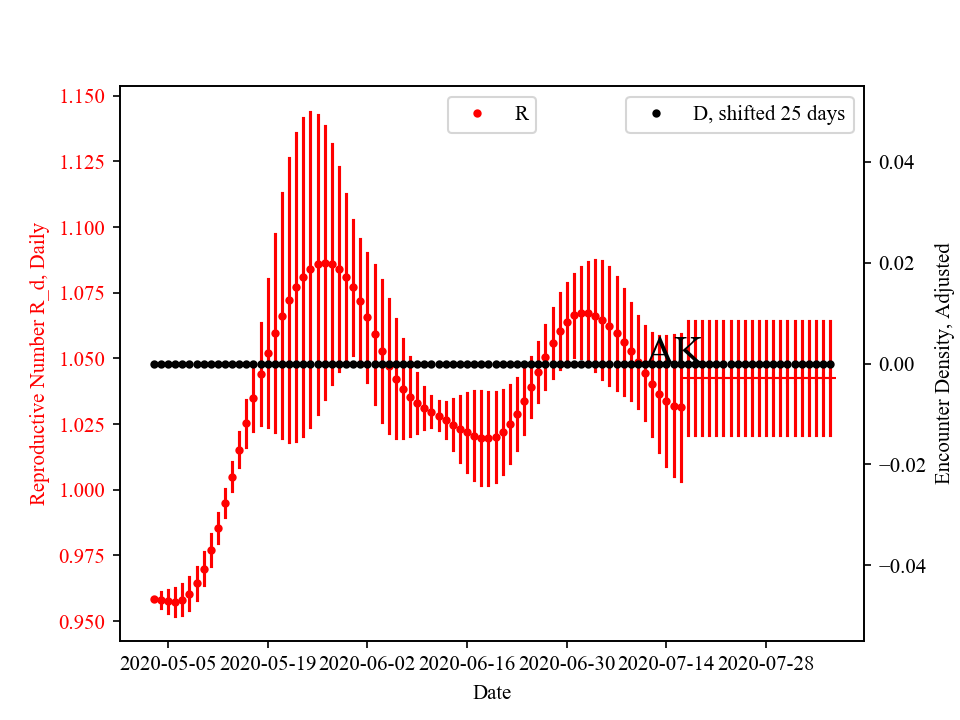 R
D, shifted 25 days
1.150
1.125
1.100
1.075
1.050
1.025
1.000
0.975
0.950
Reproductive Number R_d, Daily
AK
0.04
0.02
0.00
−0.02
−0.04
Encounter Density, Adjusted
2020-05-05 2020-05-19 2020-06-02 2020-06-16 2020-06-30 2020-07-14 2020-07-28
Date